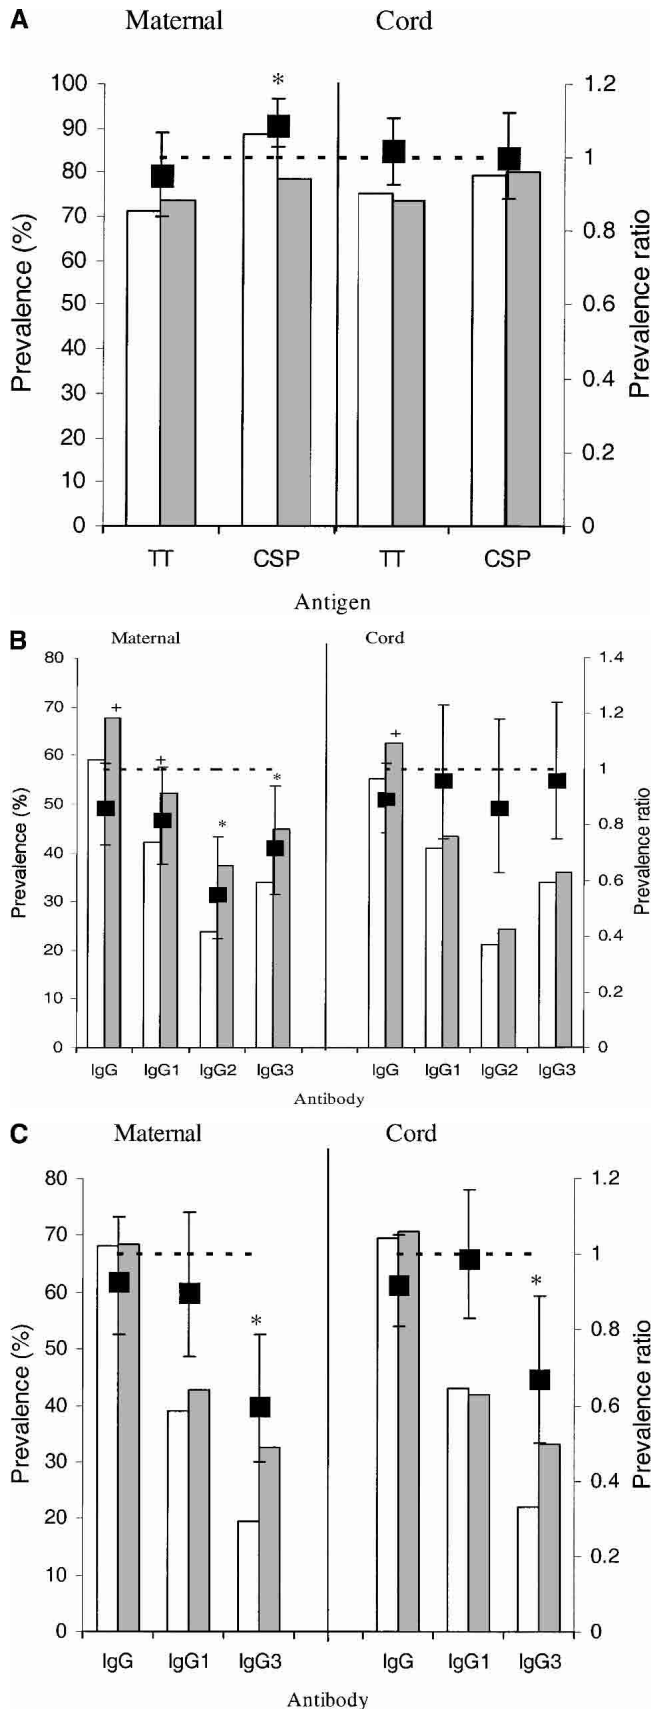 A
Maternal Cord
* 
100
90
80
70
60
50
40
30
20
10
0
Prevalence (%)
1.2
1
0.8
0.6
0.4
0.2
0
Prevalence ratio
TT CSP TT CSP
Antigen
B
Maternal Cord
80
70
60
50
40
30
20
10
0
Prevalence (%)
+ + * * +
1.4
1.2
1
0.8
0.6
0.4
0.2
0
Prevalence ratio
IgG IgG1 IgG2 IgG3 IgG IgG1 IgG2 IgG3
Antibody
C
Maternal Cord
80
70
60
50
40
30
20
10
0
Prevalence (%)
* *
1.2
1
0.8
0.6
0.4
0.2
0
Prevalence ratio
IgG IgG1 IgG3 IgG IgG1 IgG3
Antibody